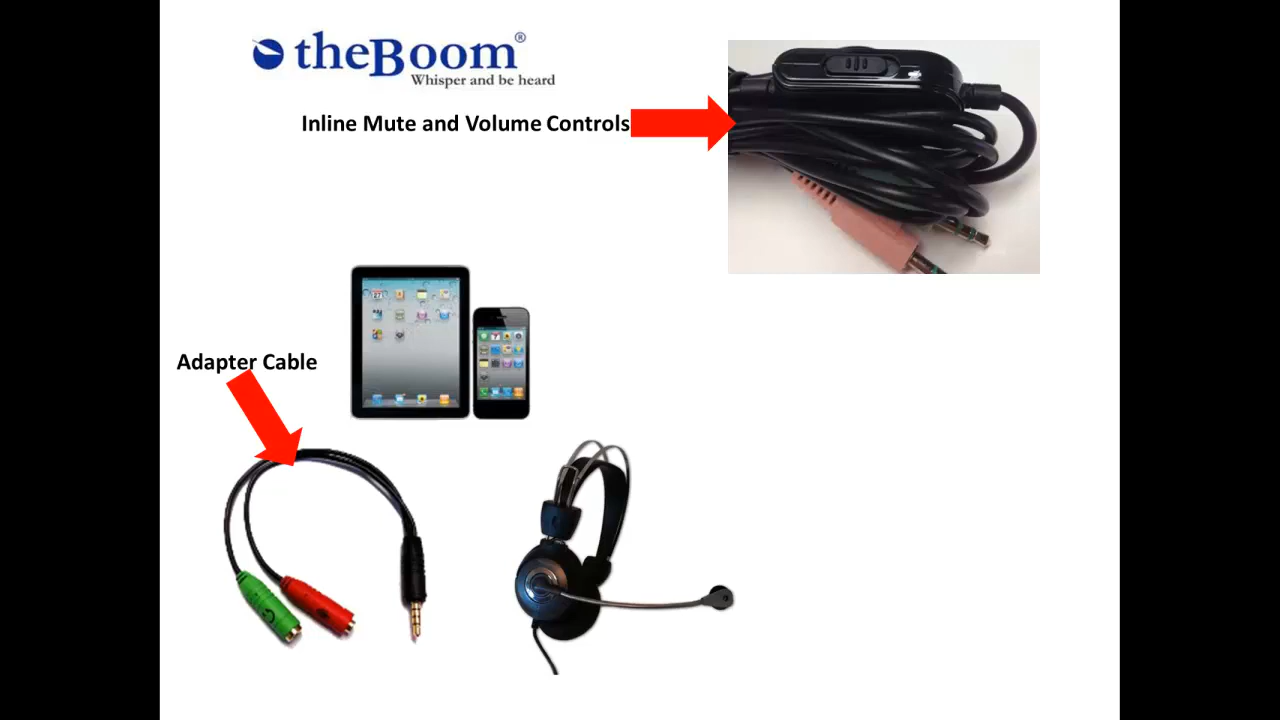 theBoom®
Whisper and be heard
Inline Mute and Volume Controls
Adapter Cable